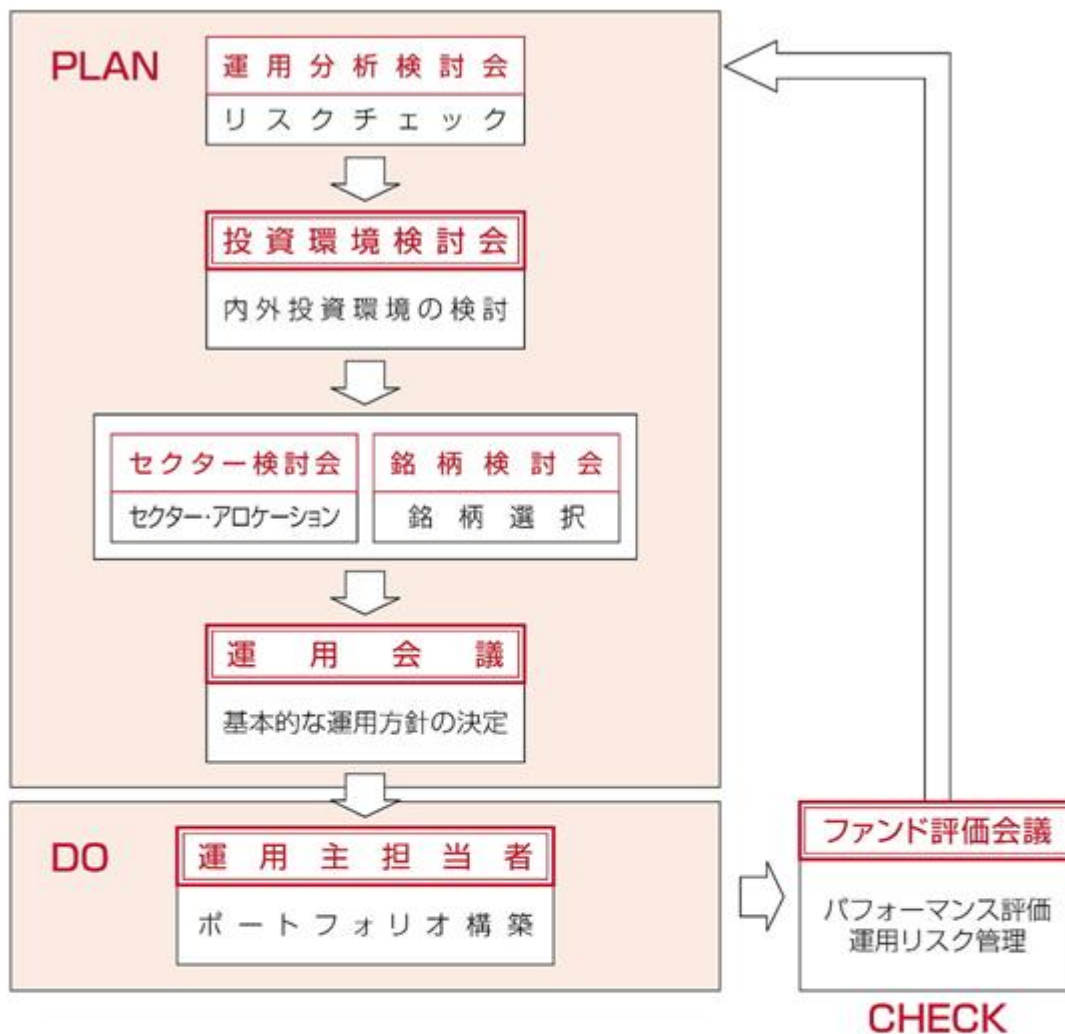 PLAN
運用分析検討会
リスクチェック
投資環境検討会
内外投資環境の検討
セクター検討会
セクター・アロケーション
銘柄検討会
銘柄選択
運用会議
基本的な運用方針の決定
DO
運用主担当者
ポートフォリオ構築
ファンド評価会議
パフォーマンス評価
運用リスク管理
CHECK